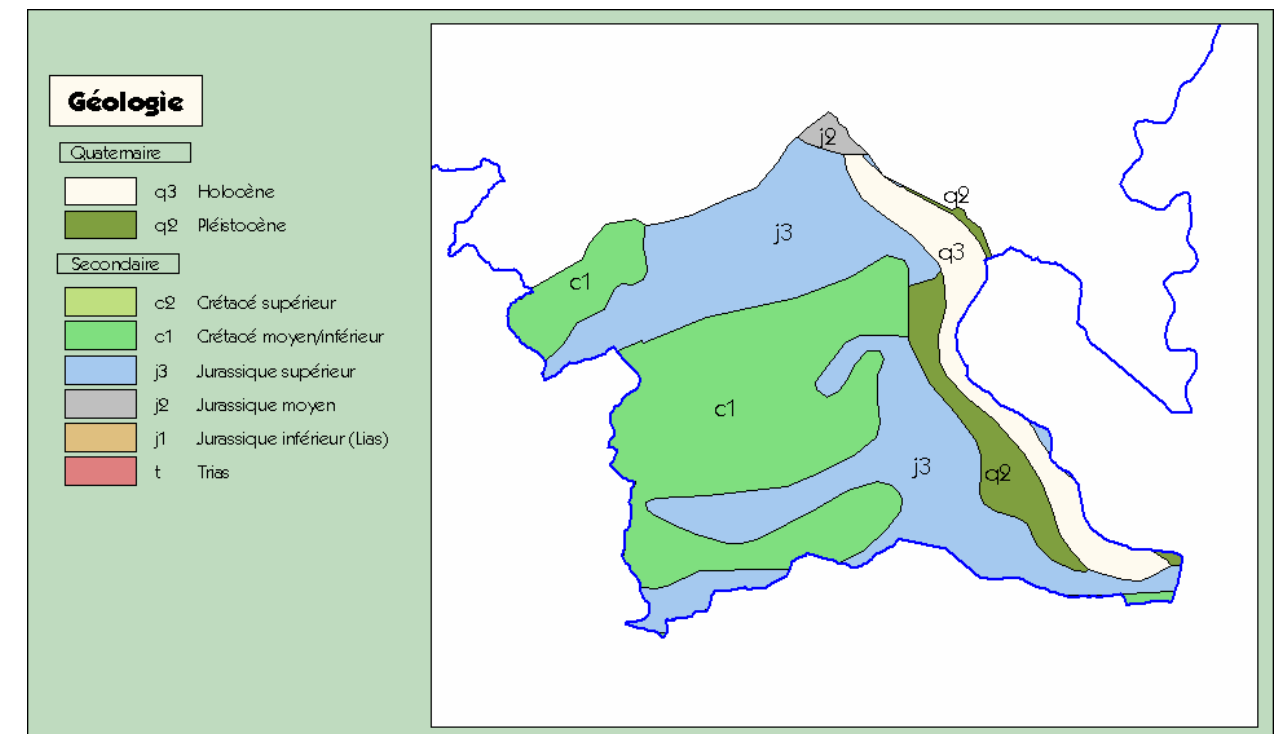 Géologie
Quaternaire
q3 Holocène
q2 Pléistocène
Secondaire
c2 Crétacé supérieur
c1 Crétacé moyen/inférieur
j3 Jurassique supérieur
j2 Jurassique moyen
j1 Jurassique inférieur (Lias)
t Trias
j2
q2
j3
q3
c1
c1
j3
q2